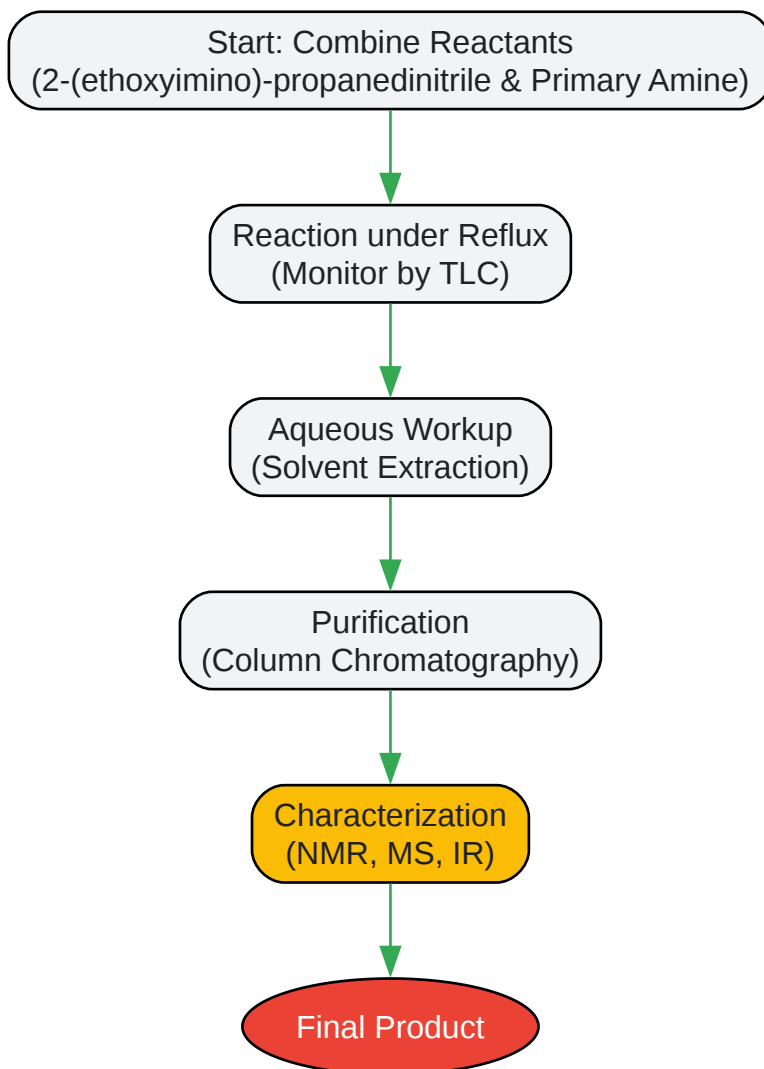 Start: Combine Reactants
(2-(ethoxyimino)-propanedinitrile & Primary Amine)
Reaction under Reflux
(Monitor by TLC)
Aqueous Workup
(Solvent Extraction)
Purification
(Column Chromatography)
Characterization
(NMR, MS, IR)
Final Product